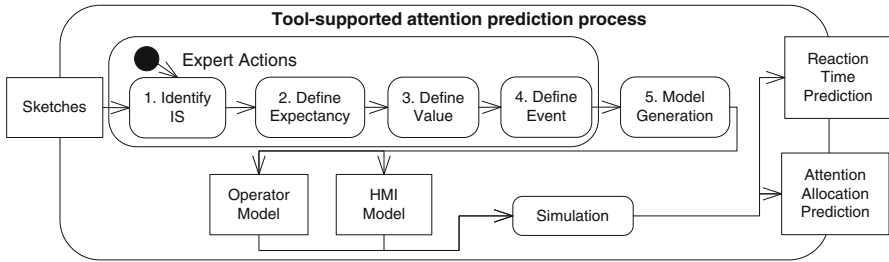 Tool-supported attention prediction process
Expert Actions
Sketches
1. Identify
IS
2. Define
Expectancy
3. Define
Value
4. Define
Event
5. Model
Generation
Reaction
Time
Prediction
Operator
Model
HMI
Model
Simulation
Attention
Allocation
Prediction